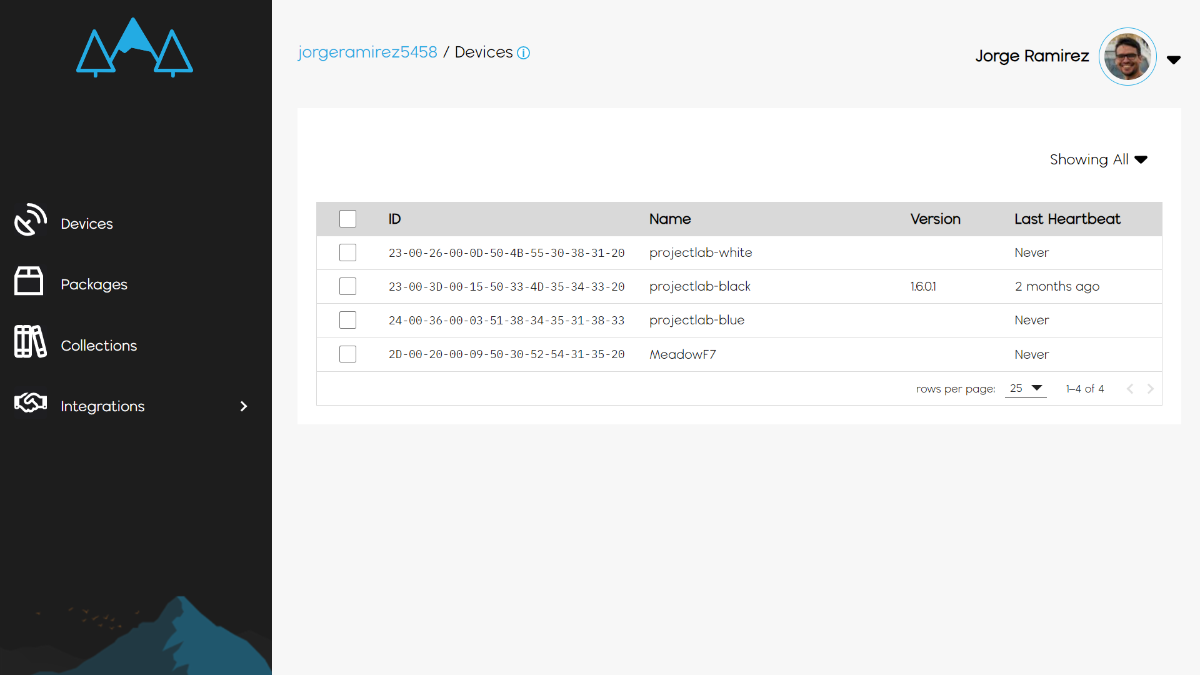 jorgeramirez5458 / Devices
Jorge Ramirez
Devices
Packages
Collections
Integrations
Showing All
ID Name Version Last Heartbeat
23-00-26-00-0D-50-4B-55-30-38-31-20 projectlab-white Never
23-00-3D-00-15-50-33-4D-35-34-33-20 projectlab-black 1.6.0.1 2 months ago
24-00-36-00-03-51-38-34-35-31-38-33 projectlab-blue Never
2D-00-20-00-09-50-30-52-54-31-35-20 MeadowF7 Never
rows per page: 25 1–4 of 4